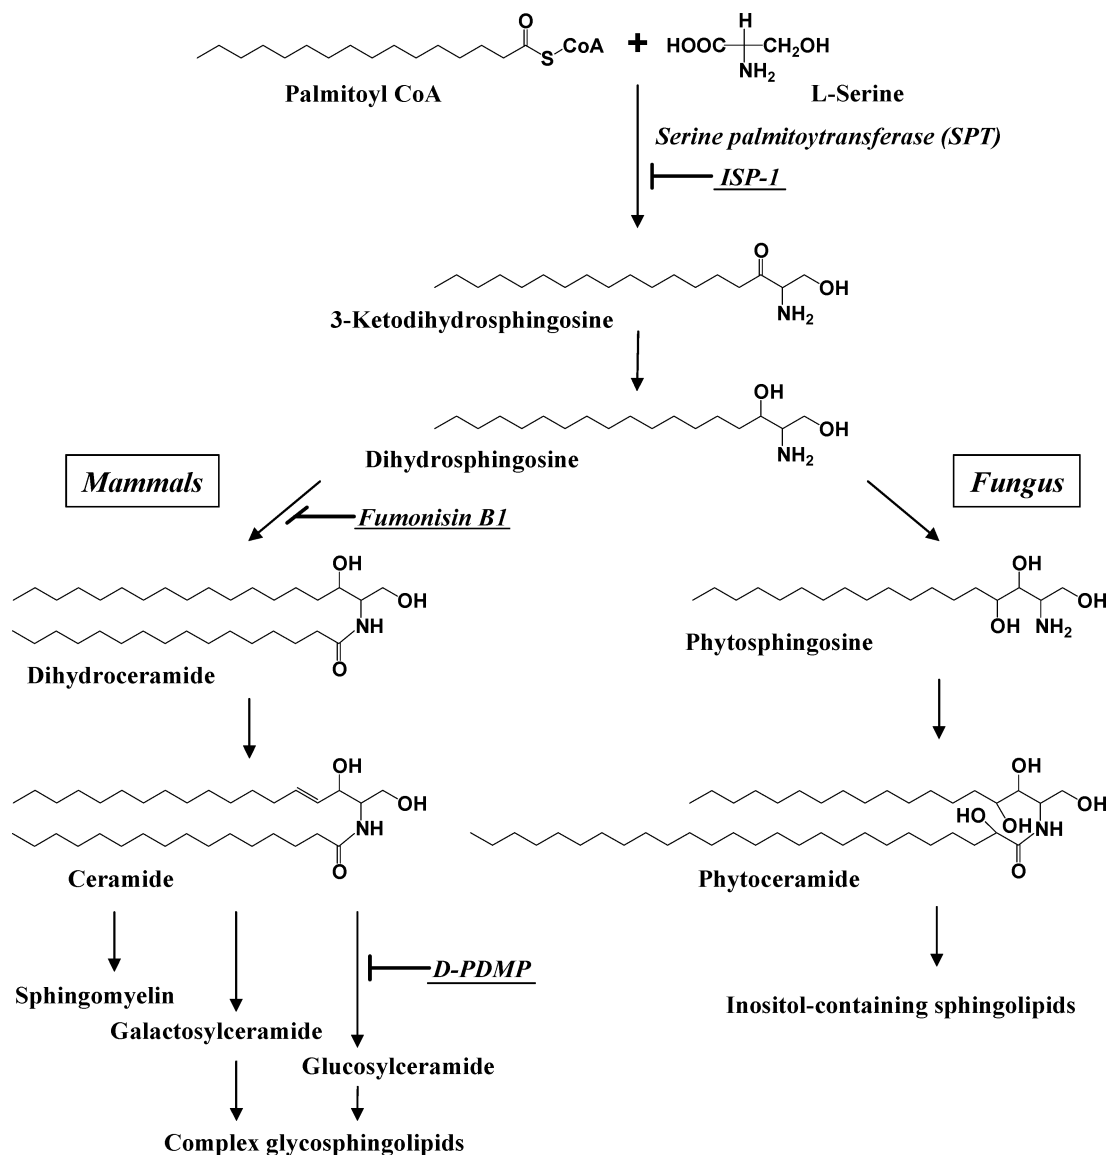 O
S
CoA
+
H
HOOC
CH2OH
NH2
Palmitoyl CoA
L-Serine
Serine palmitoytransferase (SPT)
ISP-1
O
OH
NH2
3-Ketodihydrosphingosine
OH
OH
NH2
Dihydrosphingosine
Mammals
Fungus
Fumonisin B1
OH
OH
NH
O
Dihydroceramide
OH
OH
OH
NH2
Phytosphingosine
OH
OH
NH
O
Ceramide
OH
OH
HO
OH
NH
O
Phytoceramide
D-PDMP
Sphingomyelin
Galactosylceramide
Glucosylceramide
Complex glycosphingolipids
Inositol-containing sphingolipids